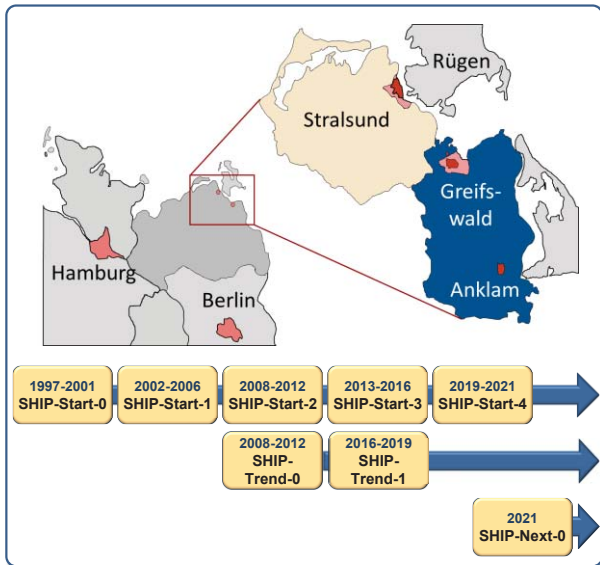 Rügen
Stralsund
Greifs-
wald
Hamburg
Anklam
Berlin
1997-2001
SHIP-Start-0
2002-2006
SHIP-Start-1
2008-2012
SHIP-Start-2
2013-2016
SHIP-Start-3
2019-2021
SHIP-Start-4
2008-2012
SHIP-
Trend-0
2016-2019
SHIP-
Trend-1
2021
SHIP-Next-0